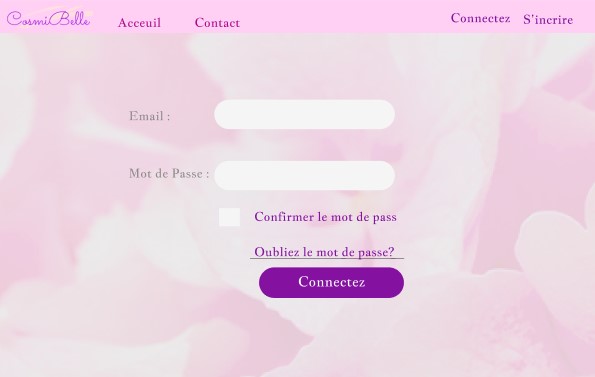 CosmiBelle
Acceuil
Contact
Connectez
S'incrire
Email :
Mot de Passe :
Confirmer le mot de pass
Oubliez le mot de passe?
Connectez